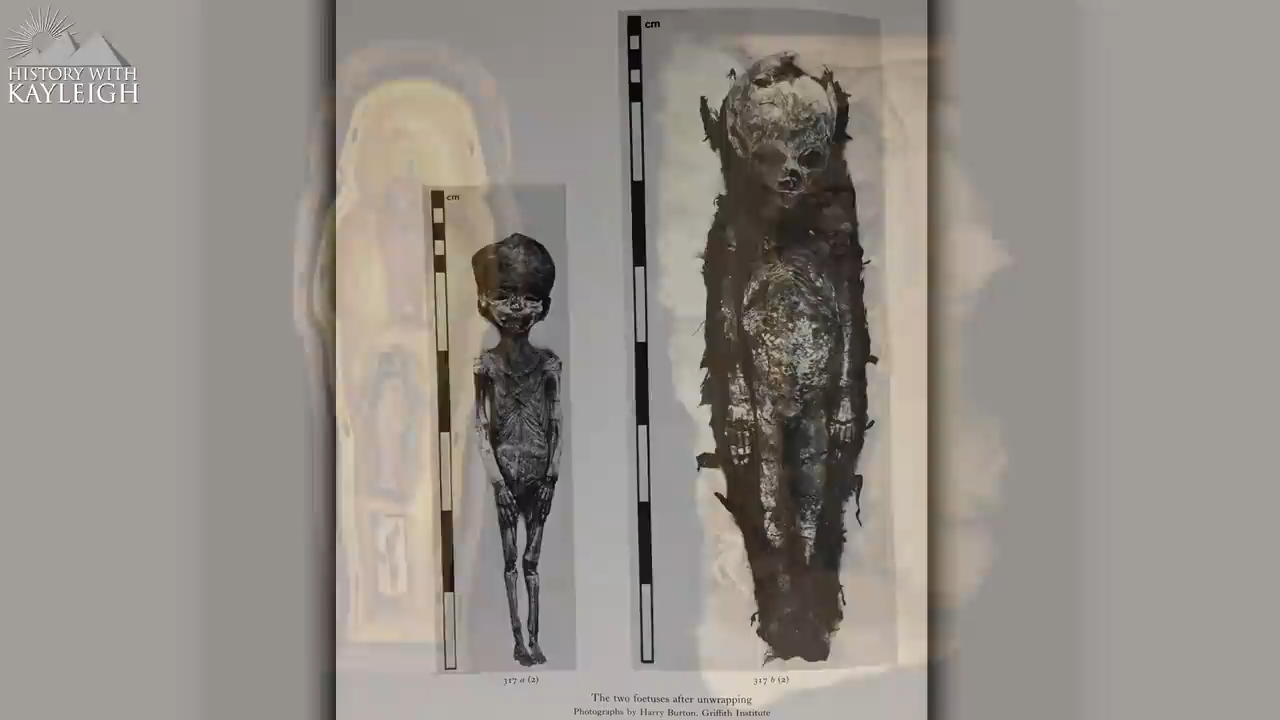 HISTORY WITH
KAYLEIGH
cm
cm
317 a (2)
317 b (2)
The two foetuses after unwrapping
Photographs by Harry Burton. Griffith Institute